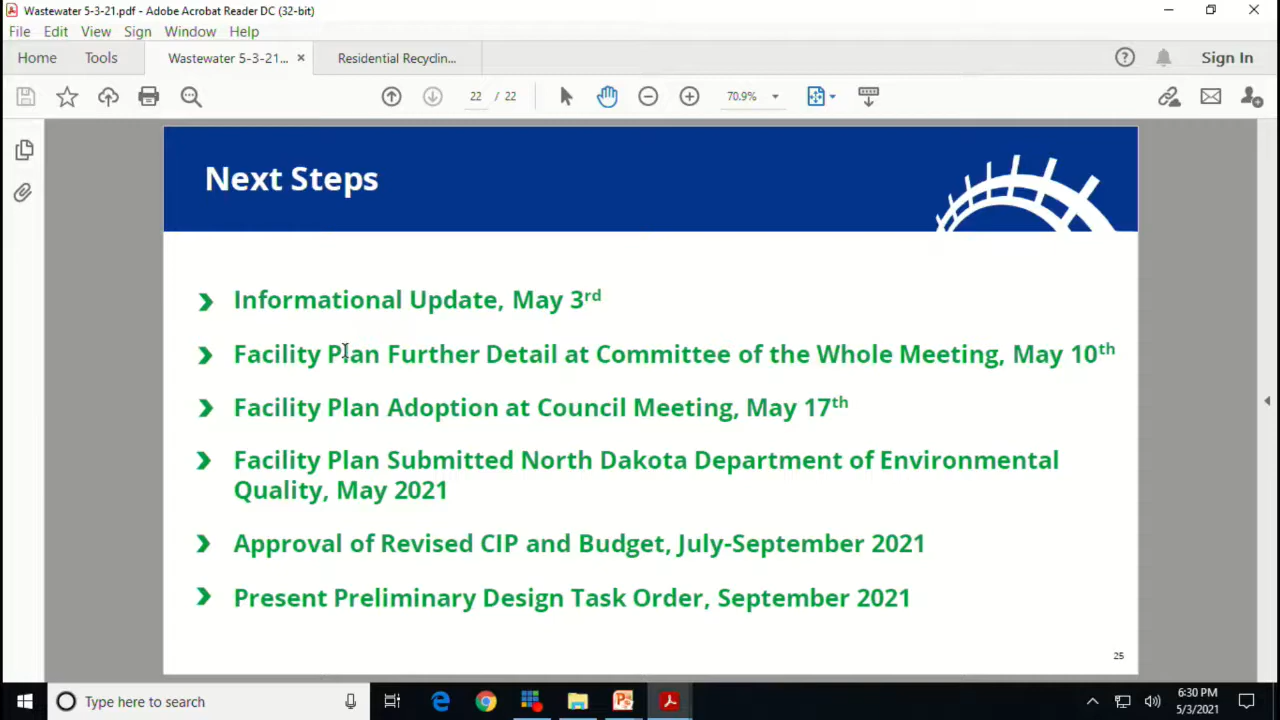 Wastewater 5-3-21.pdf - Adobe Acrobat Reader DC (32-bit)
File Edit View Sign Window Help
Home Tools Wastewater 5-3-21... × Residential Recyclin... Sign In
22 / 22 70.9%
Next Steps
Informational Update, May 3rd
Facility Plan Further Detail at Committee of the Whole Meeting, May 10th
Facility Plan Adoption at Council Meeting, May 17th
Facility Plan Submitted North Dakota Department of Environmental
Quality, May 2021
Approval of Revised CIP and Budget, July-September 2021
Present Preliminary Design Task Order, September 2021
25
Type here to search
6:30 PM
5/3/2021